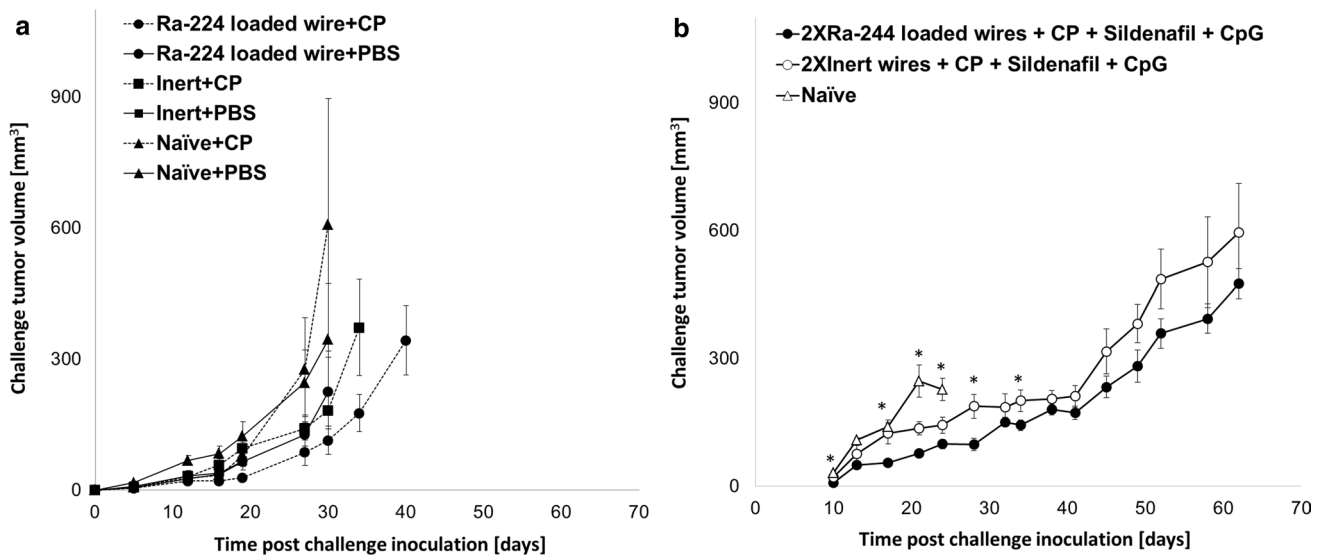 a
Ra-224 loaded wire+CP
Ra-224 loaded wire+PBS
Inert+CP
Inert+PBS
Naïve+CP
Naïve+PBS
Challenge tumor volume [mm³]
900
600
300
0
0 10 20 30 40 50 60 70
Time post challenge inoculation [days]
b
2XRa-244 loaded wires + CP + Sildenafil + CpG
2XInert wires + CP + Sildenafil + CpG
Naïve
Challenge tumor volume [mm³]
900
600
300
0
* * * * * *
0 10 20 30 40 50 60 70
Time post challenge inoculation [days]